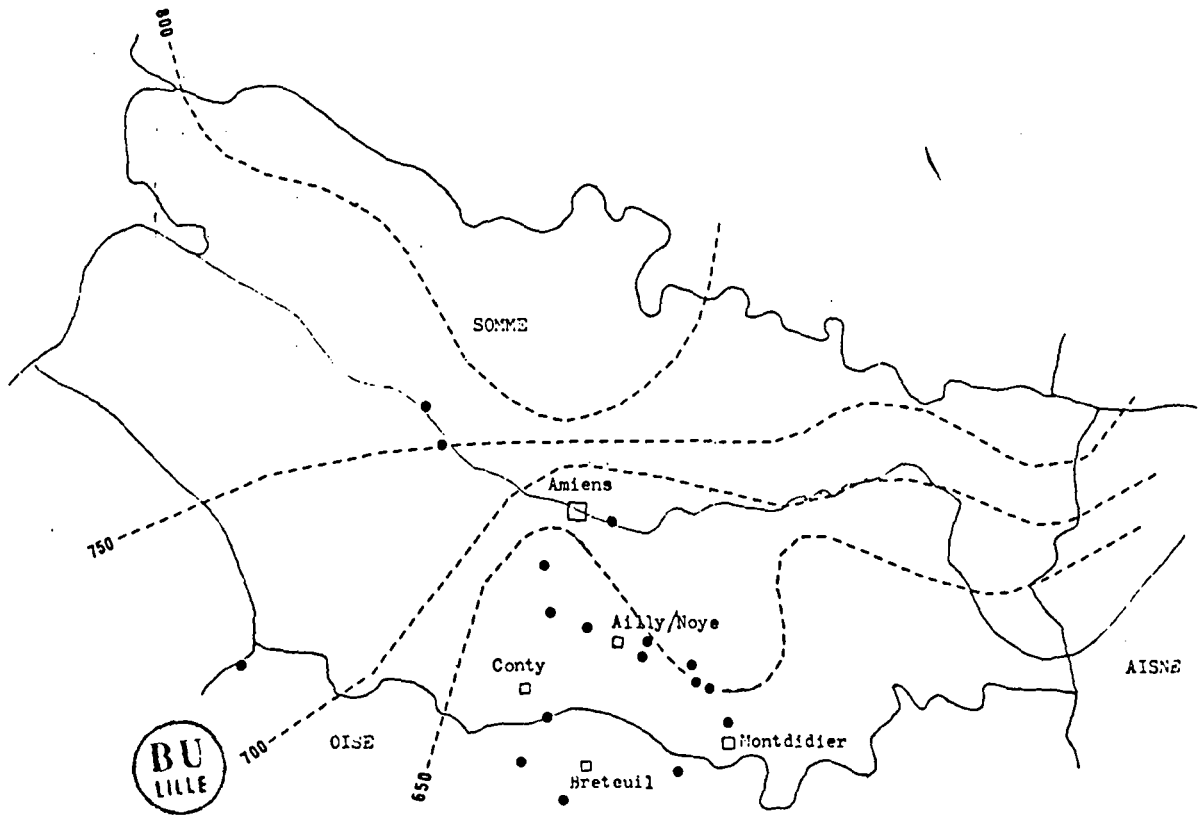 800
SOMME
Amiens
750
Ailly/Noye
Conty
AISNE
OISE
Montdidier
700
BU
LILLE
650
Breteuil